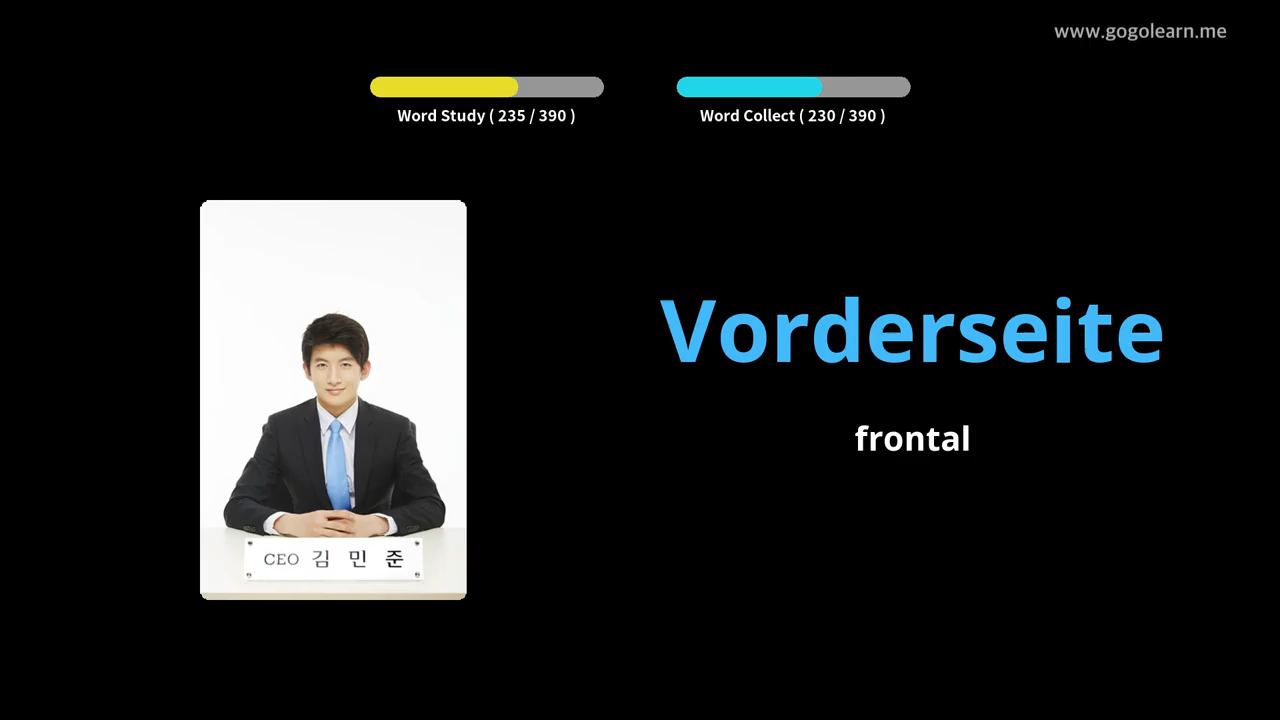 www.gogolearn.me
Word Study ( 235 / 390 )
Word Collect ( 230 / 390 )
Vorderseite
frontal
CEO 김 민 준